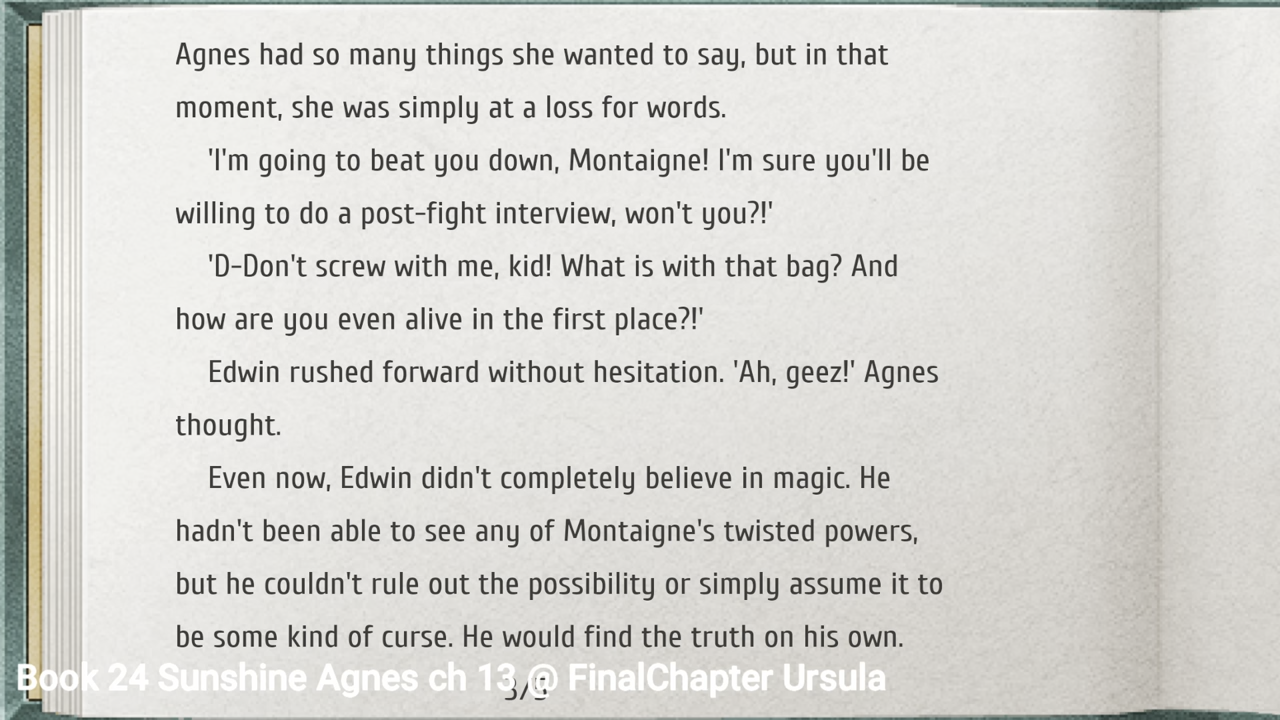 Agnes had so many things she wanted to say, but in that
moment, she was simply at a loss for words.
'I'm going to beat you down, Montaigne! I'm sure you'll be
willing to do a post-fight interview, won't you?!'
'D-Don't screw with me, kid! What is with that bag? And
how are you even alive in the first place?!'
Edwin rushed forward without hesitation. 'Ah, geez!' Agnes
thought.
Even now, Edwin didn't completely believe in magic. He
hadn't been able to see any of Montaigne's twisted powers,
but he couldn't rule out the possibility or simply assume it to
be some kind of curse. He would find the truth on his own.
Book 24 Sunshine Agnes ch 13 @ FinalChapter Ursula